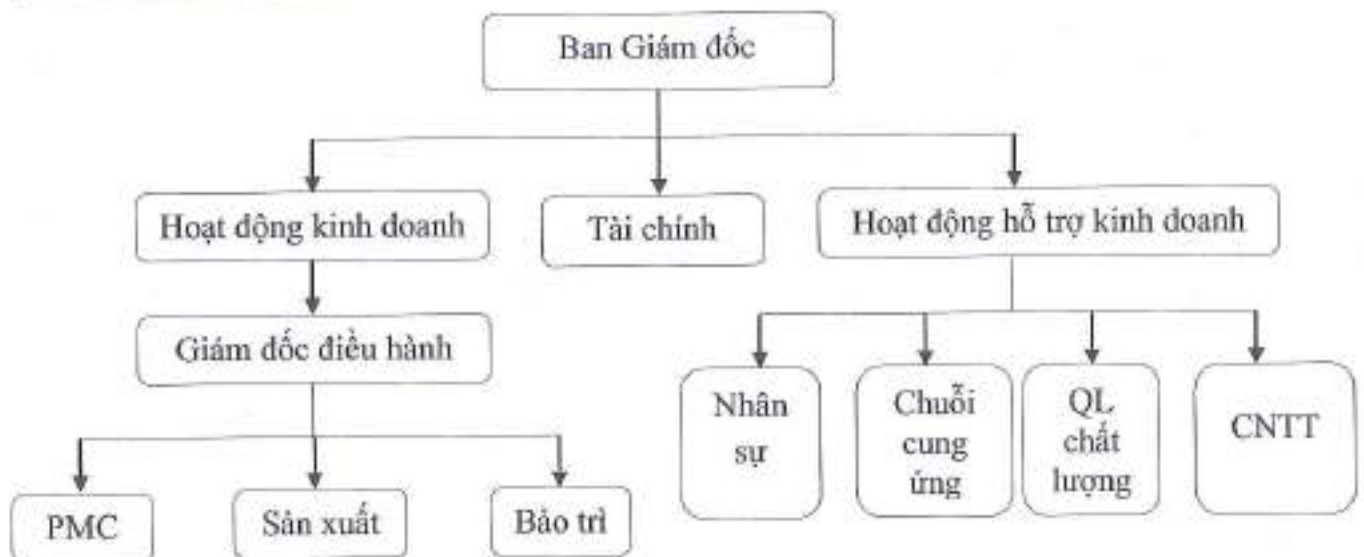 Ban Giám đốc
Hoạt động kinh doanh
Tài chính
Hoạt động hỗ trợ kinh doanh
Giám đốc điều hành
Nhân
sự
Chuỗi
cung
ứng
QL
chất
lượng
CNTT
PMC
Sản xuất
Bảo trì